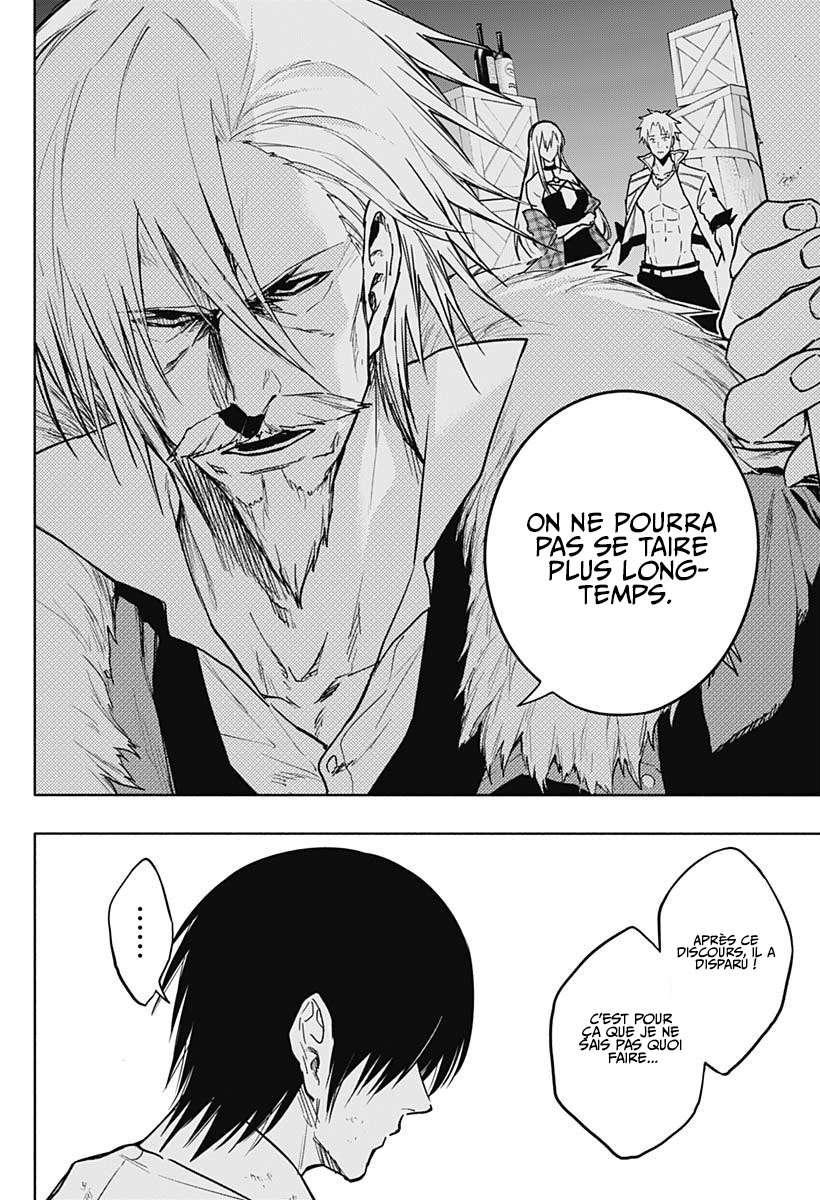 ON NE POURRA
PAS SE TAIRE
PLUS LONG-
TEMPS.
APRÈS CE
DISCOURS, IL A
DISPARU !
C'EST POUR
ÇA QUE JE NE
SAIS PAS QUOI
FAIRE...
......